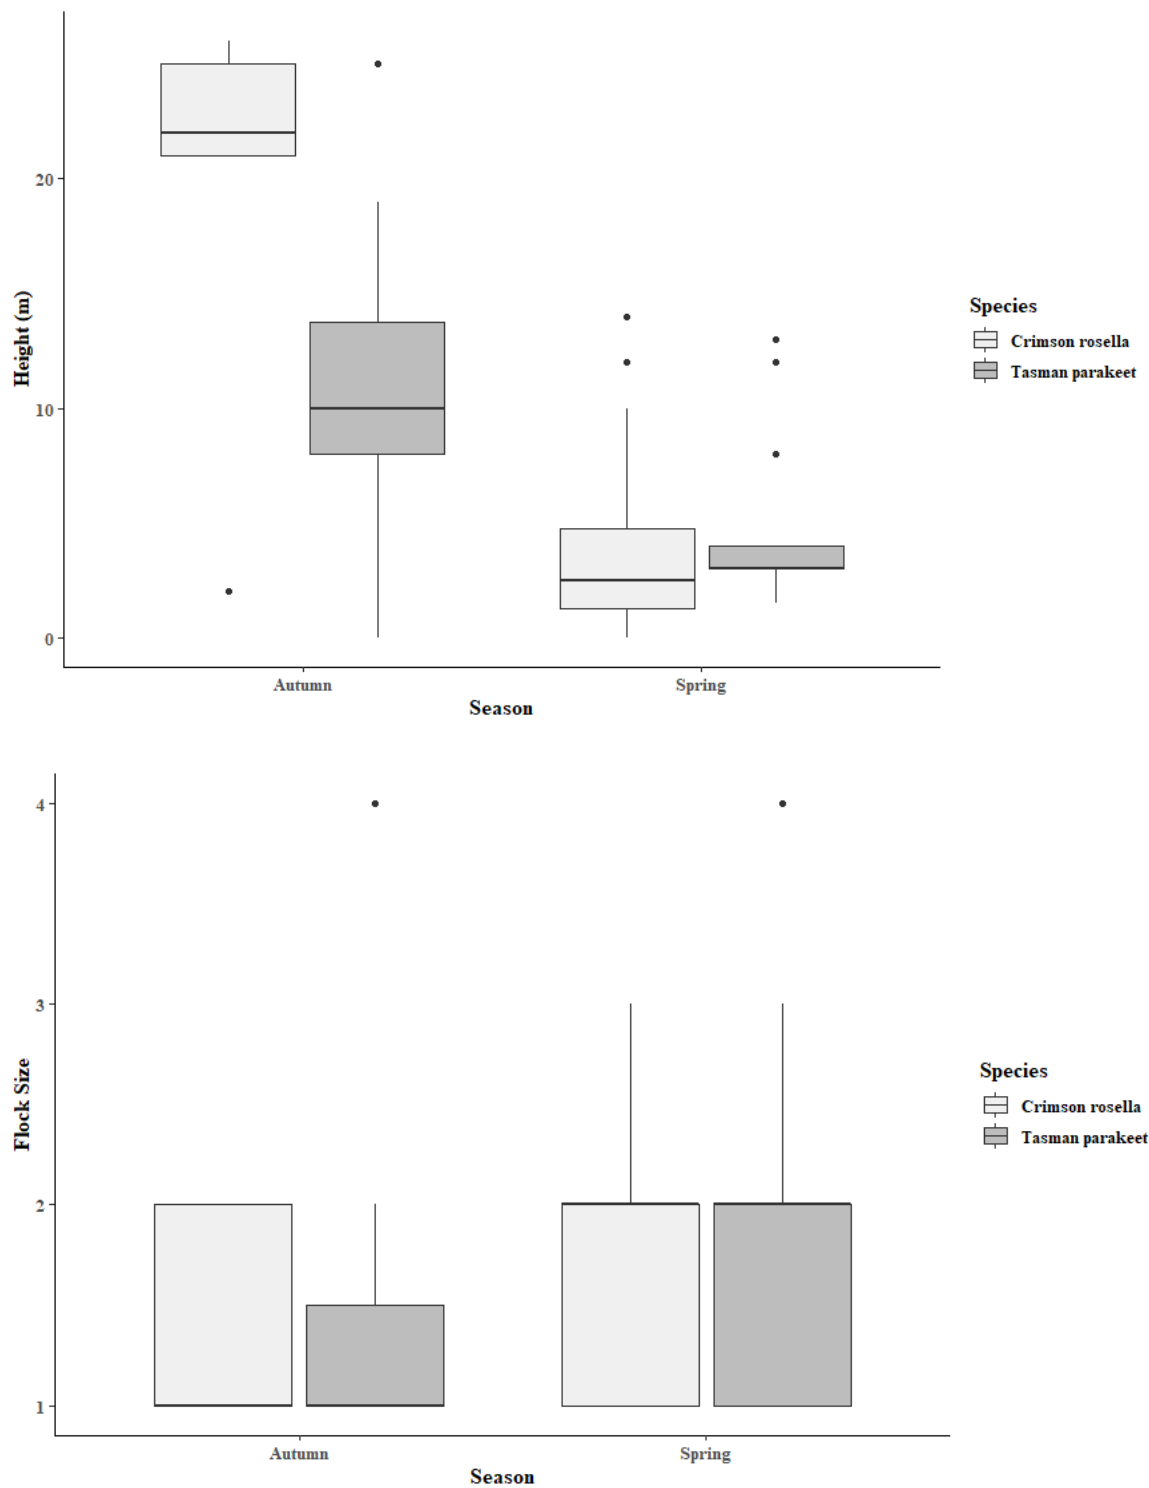 20
10
0
Height (m)
Autumn
Spring
Season
Species
Crimson rosella
Tasman parakeet
4
3
2
1
Flock Size
Autumn
Spring
Season
Species
Crimson rosella
Tasman parakeet